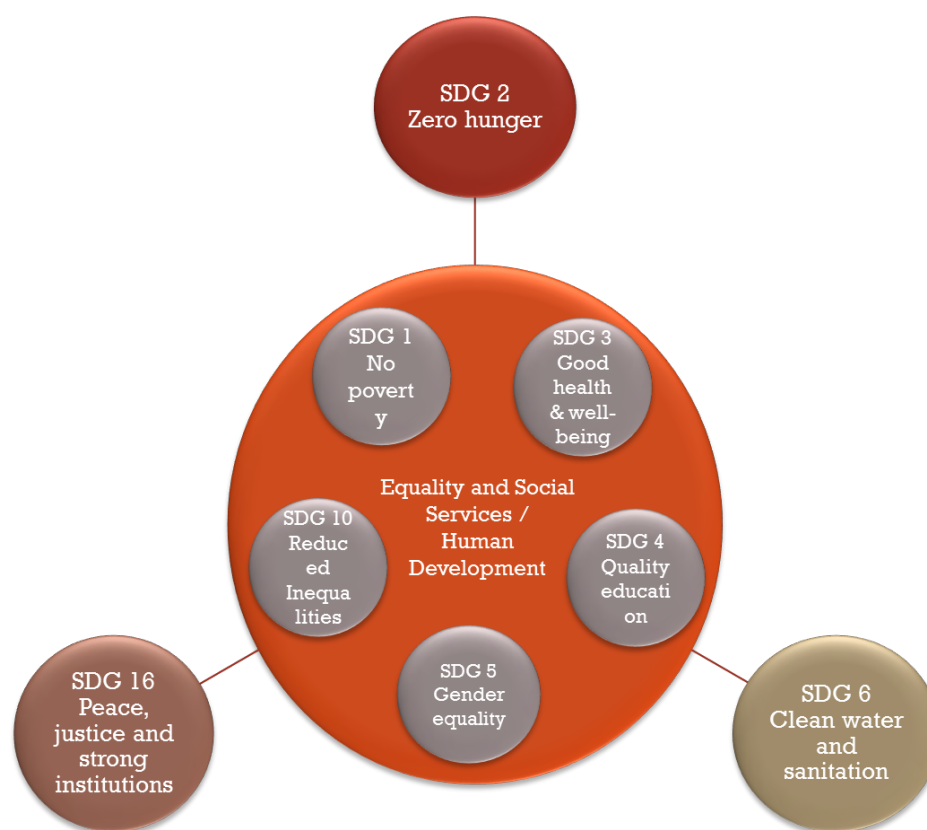 SDG 2
Zero hunger
SDG 1
No
povert
y
SDG 3
Good
health
& well-
being
Equality and Social
Services /
Human
Development
SDG 10
Reduc
ed
Inequa
lities
SDG 4
Quality
educati
on
SDG 5
Gender
equality
SDG 16
Peace,
justice and
strong
institutions
SDG 6
Clean water
and
sanitation